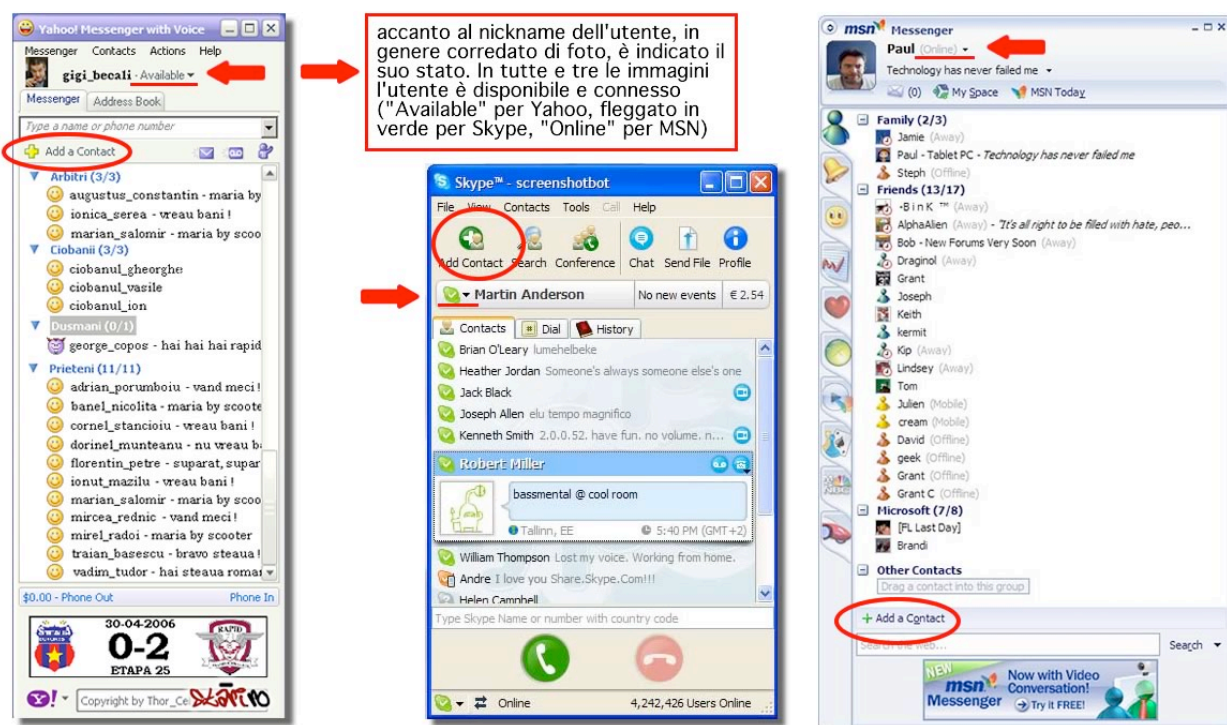 Yahoo! Messenger with Voice
Messenger Contacts Actions Help
gigi_becali - Available
Messenger Address Book
Type a name or phone number
Add a Contact
Arbitri (3/3)
augustus_constantin - maria by
ionica_serea - vreau bani !
marian_salomir - maria by scoo
Ciobanii (3/3)
ciobanul_gheorghe
ciobanul_vasile
ciobanul_ion
Dusmani (0/1)
george_copos - hai hai hai rapid
Prieteni (11/11)
adrian_porumboiu - vand meci !
banel_nicolita - maria by scoote
cornel_stancioiu - vreau bani !
dorinel_munteanu - nu vreau b
florentin_petre - suparat, supar
ionut_mazilu - vreau bani !
marian_salomir - maria by scoo
mircea_rednic - vand meci !
mirel_radoi - maria by scooter
traian_basescu - bravo steaua !
vadim_tudor - hai steaua romai
$0.00 - Phone Out Phone In
30-04-2006
RAPID
0-2
ETAPA 25
Y! Copyright by Thor_Ce
accanto al nickname dell'utente, in
genere corredato di foto, è indicato il
suo stato. In tutte e tre le immagini
l'utente è disponibile e connesso
("Available" per Yahoo, fleggato in
verde per Skype, "Online" per MSN)
Skype™ - screenshotbot
File View Contacts Tools Call Help
Add Contact Search Conference Chat Send File Profile
Martin Anderson No new events € 2.54
Contacts Dial History
Brian O'Leary lumehelbeke
Heather Jordan Someone's always someone else's one
Jack Black
Joseph Allen elu tempo magnifico
Kenneth Smith 2.0.0.52. have fun. no volume. n...
Robert Miller
bassmental @ cool room
Tallinn, EE 5:40 PM (GMT+2)
William Thompson Lost my voice. Working from home.
Andre I love you Share.Skype.Com!!!
Helen Campbell
Type Skype Name or number with country code
Online 4,242,426 Users Online
msn Messenger
Paul (Online)
Technology has never failed me
(0) My Space MSN Today
Family (2/3)
Jamie (Away)
Paul - Tablet PC - Technology has never failed me
Steph (Offline)
Friends (13/17)
-B i n K ™ (Away)
AlphaAlien (Away) - "It's all right to be filled with hate, peo...
Bob - New Forums Very Soon (Away)
Draginol (Away)
Grant
Joseph
Keith
kermit
Kip (Away)
Lindsey (Away)
Tom
Julien (Mobile)
cream (Mobile)
David (Offline)
geek (Offline)
Grant (Offline)
Grant C (Offline)
Microsoft (7/8)
[FL Last Day]
Brandi
Other Contacts
Drag a contact into this group
Add a Contact
Search the web... Search
NEW
msn Messenger
Now with Video
Conversation!
Try it FREE!